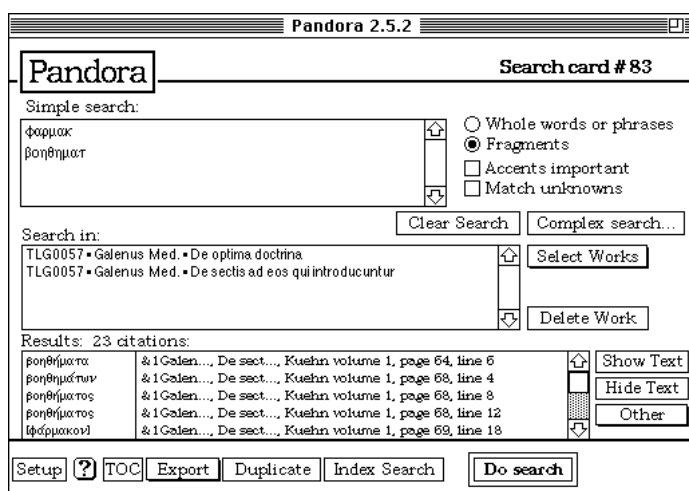 Pandora 2.5.2
Pandora
Search card # 83
Simple search:
φαρμακ
βοηθηματ
Whole words or phrases
Fragments
Accents important
Match unknowns
Clear Search
Complex search...
Search in:
TLG0057 ▪ Galenus Med. ▪ De optima doctrina
TLG0057 ▪ Galenus Med. ▪ De sectis ad eos qui introducuntur
Select Works
Delete Work
Results: 23 citations:
βοηθήματα &1Galen..., De sect..., Kuehn volume 1, page 64, line 6
βοηθημάτων &1Galen..., De sect..., Kuehn volume 1, page 68, line 4
βοηθήματος &1Galen..., De sect..., Kuehn volume 1, page 68, line 8
βοηθήματος &1Galen..., De sect..., Kuehn volume 1, page 68, line 12
[φάρμακον] &1Galen..., De sect..., Kuehn volume 1, page 69, line 18
Show Text
Hide Text
Other
Setup ? TOC Export Duplicate Index Search Do search